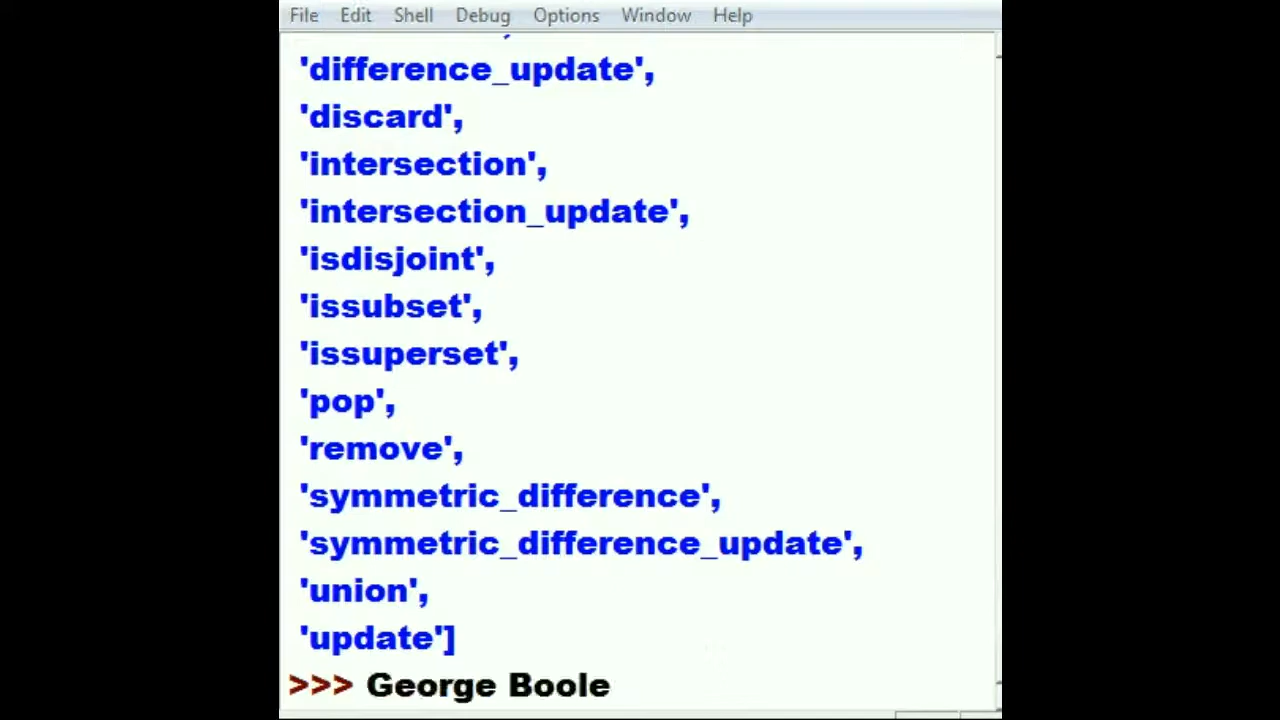 File Edit Shell Debug Options Window Help
'difference_update',
'discard',
'intersection',
'intersection_update',
'isdisjoint',
'issubset',
'issuperset',
'pop',
'remove',
'symmetric_difference',
'symmetric_difference_update',
'union',
'update']
>>> George Boole